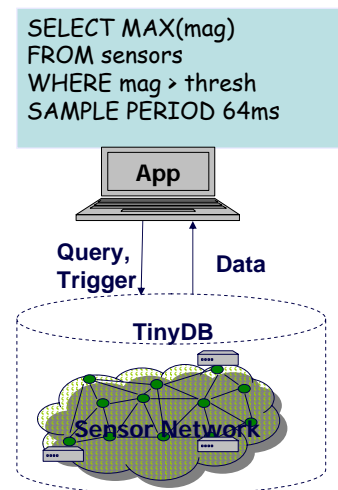 SELECT MAX(mag)
FROM sensors
WHERE mag > thresh
SAMPLE PERIOD 64ms
App
Query,
Trigger
Data
TinyDB
Sensor Network